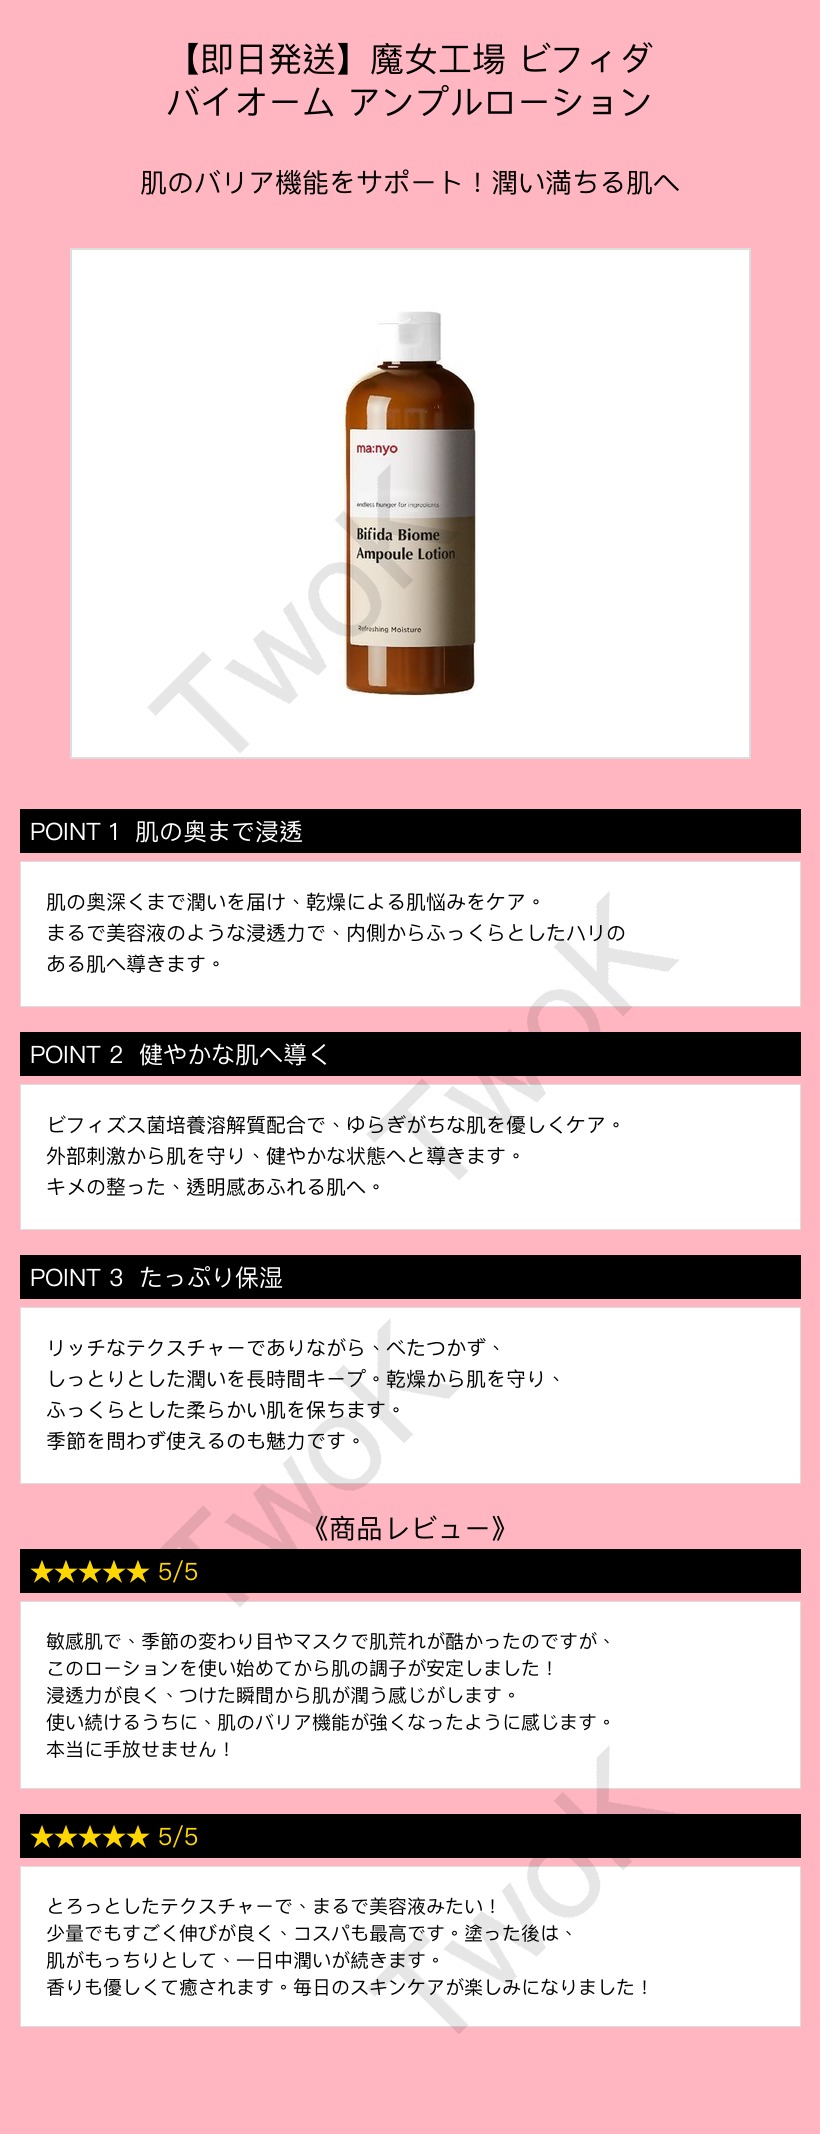 【即日発送】魔女工場 ビフィダ
バイオーム アンプルローション
肌のバリア機能をサポート！潤い満ちる肌へ
ma:nyo
endless hunger for ingredients
Bifida Biome
Ampoule Lotion
Refreshing Moisture
TwoK
POINT 1 肌の奥まで浸透
肌の奥深くまで潤いを届け、乾燥による肌悩みをケア。
まるで美容液のような浸透力で、内側からふっくらとしたハリの
ある肌へ導きます。
TwoK
POINT 2 健やかな肌へ導く
ビフィズス菌培養溶解質配合で、ゆらぎがちな肌を優しくケア。
外部刺激から肌を守り、健やかな状態へと導きます。
キメの整った、透明感あふれる肌へ。
POINT 3 たっぷり保湿
リッチなテクスチャーでありながら、べたつかず、
しっとりとした潤いを長時間キープ。乾燥から肌を守り、
ふっくらとした柔らかい肌を保ちます。
季節を問わず使えるのも魅力です。
TwoK
《商品レビュー》
★★★★★ 5/5
敏感肌で、季節の変わり目やマスクで肌荒れが酷かったのですが、
このローションを使い始めてから肌の調子が安定しました！
浸透力が良く、つけた瞬間から肌が潤う感じがします。
使い続けるうちに、肌のバリア機能が強くなったように感じます。
本当に手放せません！
★★★★★ 5/5
とろっとしたテクスチャーで、まるで美容液みたい！
少量でもすごく伸びが良く、コスパも最高です。塗った後は、
肌がもっちりとして、一日中潤いが続きます。
香りも優しくて癒されます。毎日のスキンケアが楽しみになりました！
TwoK